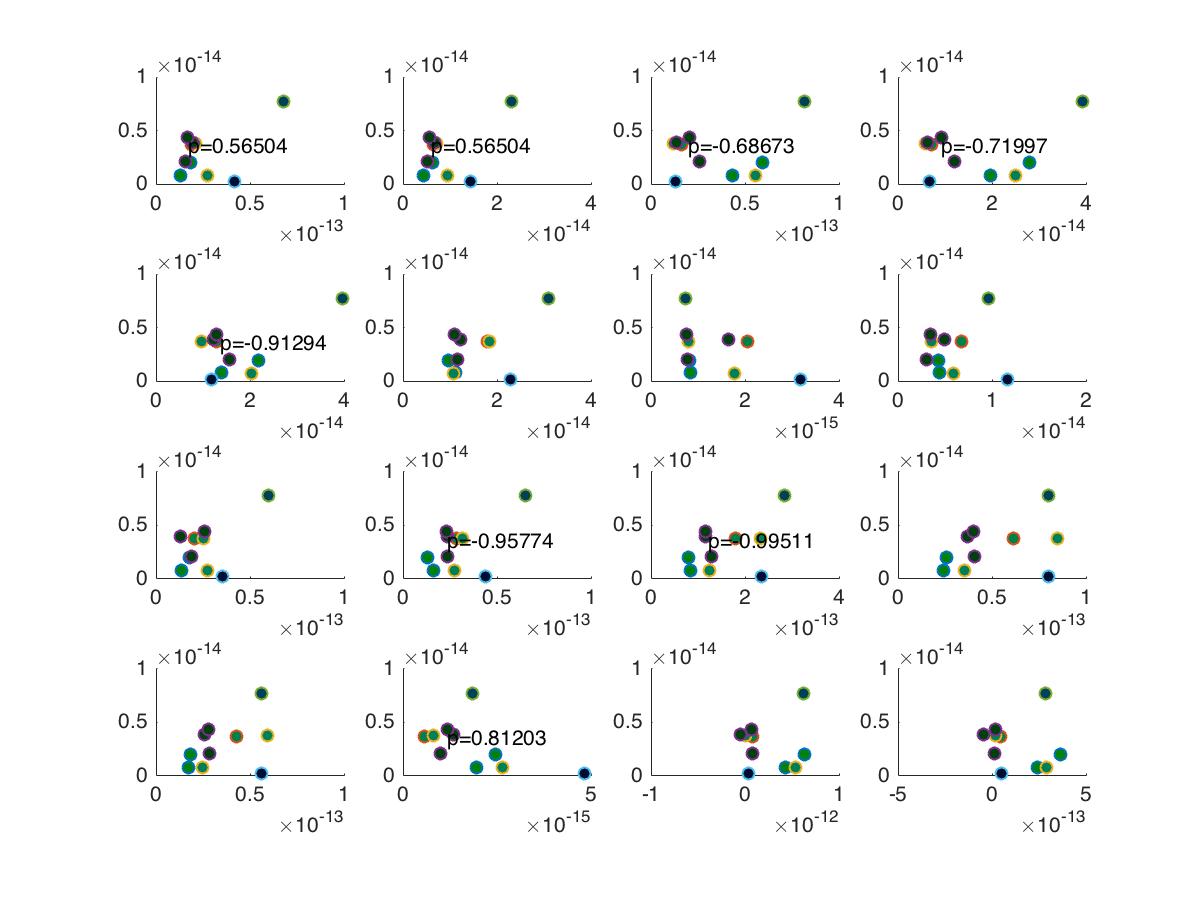 ×10-14 ×10-14 ×10-14 ×10-14
1 1 1 1
0.5 p=0.56504 0.5 p=0.56504 0.5 p=-0.68673 0.5 p=-0.71997
0 0 0 0
0 0.5 1 0 2 4 0 0.5 1 0 2 4
×10-13 ×10-14 ×10-13 ×10-14
×10-14 ×10-14 ×10-14 ×10-14
1 1 1 1
0.5 p=-0.91294 0.5 0.5 0.5
0 0 0 0
0 2 4 0 2 4 0 2 4 0 1 2
×10-14 ×10-14 ×10-15 ×10-14
×10-14 ×10-14 ×10-14 ×10-14
1 1 1 1
0.5 0.5 p=-0.95774 0.5 p=-0.99511 0.5
0 0 0 0
0 0.5 1 0 0.5 1 0 2 4 0 0.5 1
×10-13 ×10-13 ×10-13 ×10-13
×10-14 ×10-14 ×10-14 ×10-14
1 1 1 1
0.5 0.5 p=0.81203 0.5 0.5
0 0 0 0
0 0.5 1 0 5 -1 0 1 -5 0 5
×10-13 ×10-15 ×10-12 ×10-13